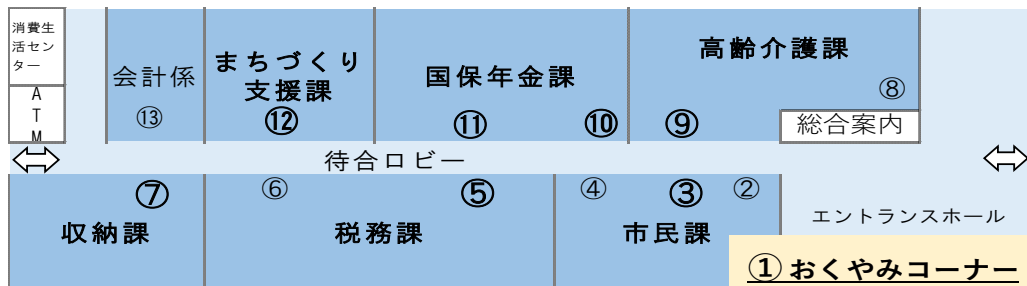 消費生
活セン
ター
A
T
M
会計係
⑬
まちづくり
支援課
⑫
国保年金課
⑪
⑩
高齢介護課
⑧
⑨
総合案内
待合ロビー
⑦
収納課
⑥
⑤
税務課
④
③
②
市民課
エントランスホール
①おくやみコーナー